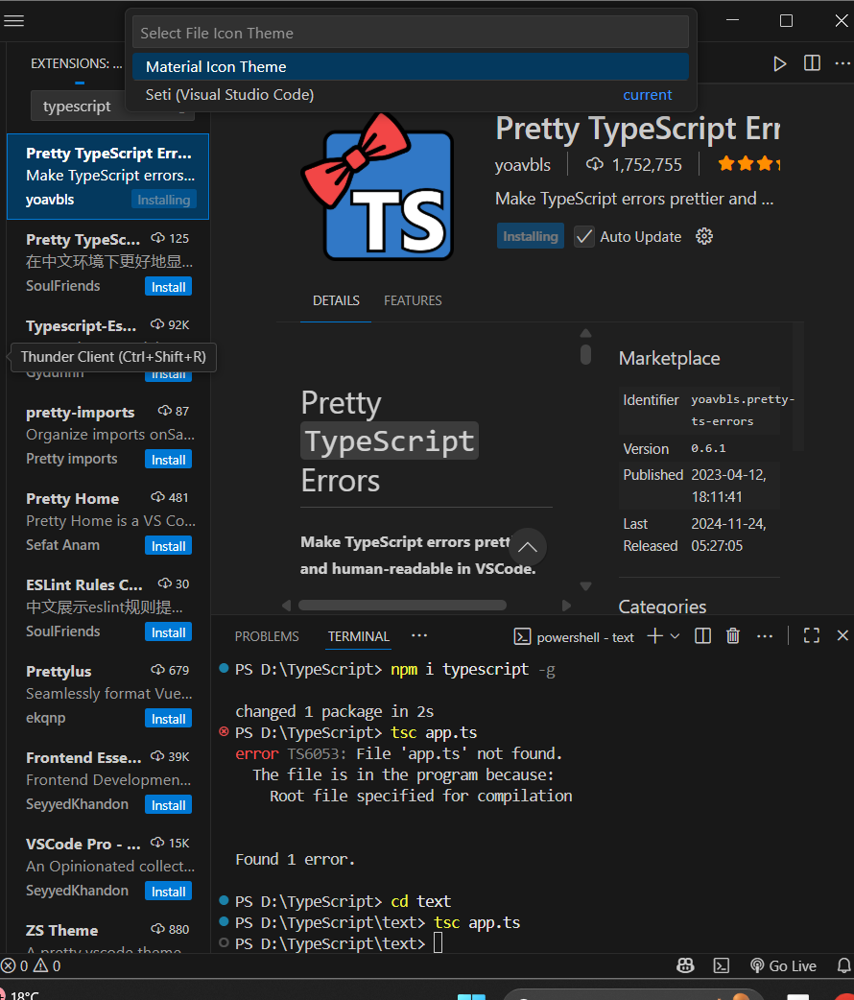 Select File Icon Theme
Material Icon Theme
Seti (Visual Studio Code) current
EXTENSIONS: ...
typescript
Pretty TypeScript Err...
Make TypeScript errors...
yoavbls Installing
Pretty TypeSc... 125
在中文环境下更好地显...
SoulFriends Install
Typescript-Es... 92K
Thunder Client (Ctrl+Shift+R)
Install
pretty-imports 87
Organize imports onSa...
Pretty imports Install
Pretty Home 481
Pretty Home is a VS Co...
Sefat Anam Install
ESLint Rules C... 30
中文展示eslint规则提...
SoulFriends Install
Prettylus 679
Seamlessly format Vue...
ekqnp Install
Frontend Esse... 39K
Frontend Developmen...
SeyyedKhandon Install
VSCode Pro - ... 15K
An Opinionated collect...
SeyyedKhandon Install
ZS Theme 880
A pretty vscode theme
TS
Pretty TypeScript Err
yoavbls 1,752,755
Make TypeScript errors prettier and ...
Installing Auto Update
DETAILS FEATURES
Pretty
TypeScript
Errors
Make TypeScript errors prett
and human-readable in VSCode.
Marketplace
Identifier yoavbls.pretty-
ts-errors
Version 0.6.1
Published 2023-04-12,
18:11:41
Last 2024-11-24,
Released 05:27:05
Categories
PROBLEMS TERMINAL ... powershell - text
PS D:\TypeScript> npm i typescript -g
changed 1 package in 2s
PS D:\TypeScript> tsc app.ts
error TS6053: File 'app.ts' not found.
The file is in the program because:
Root file specified for compilation
Found 1 error.
PS D:\TypeScript> cd text
PS D:\TypeScript\text> tsc app.ts
PS D:\TypeScript\text>
0 0 Go Live
18°C